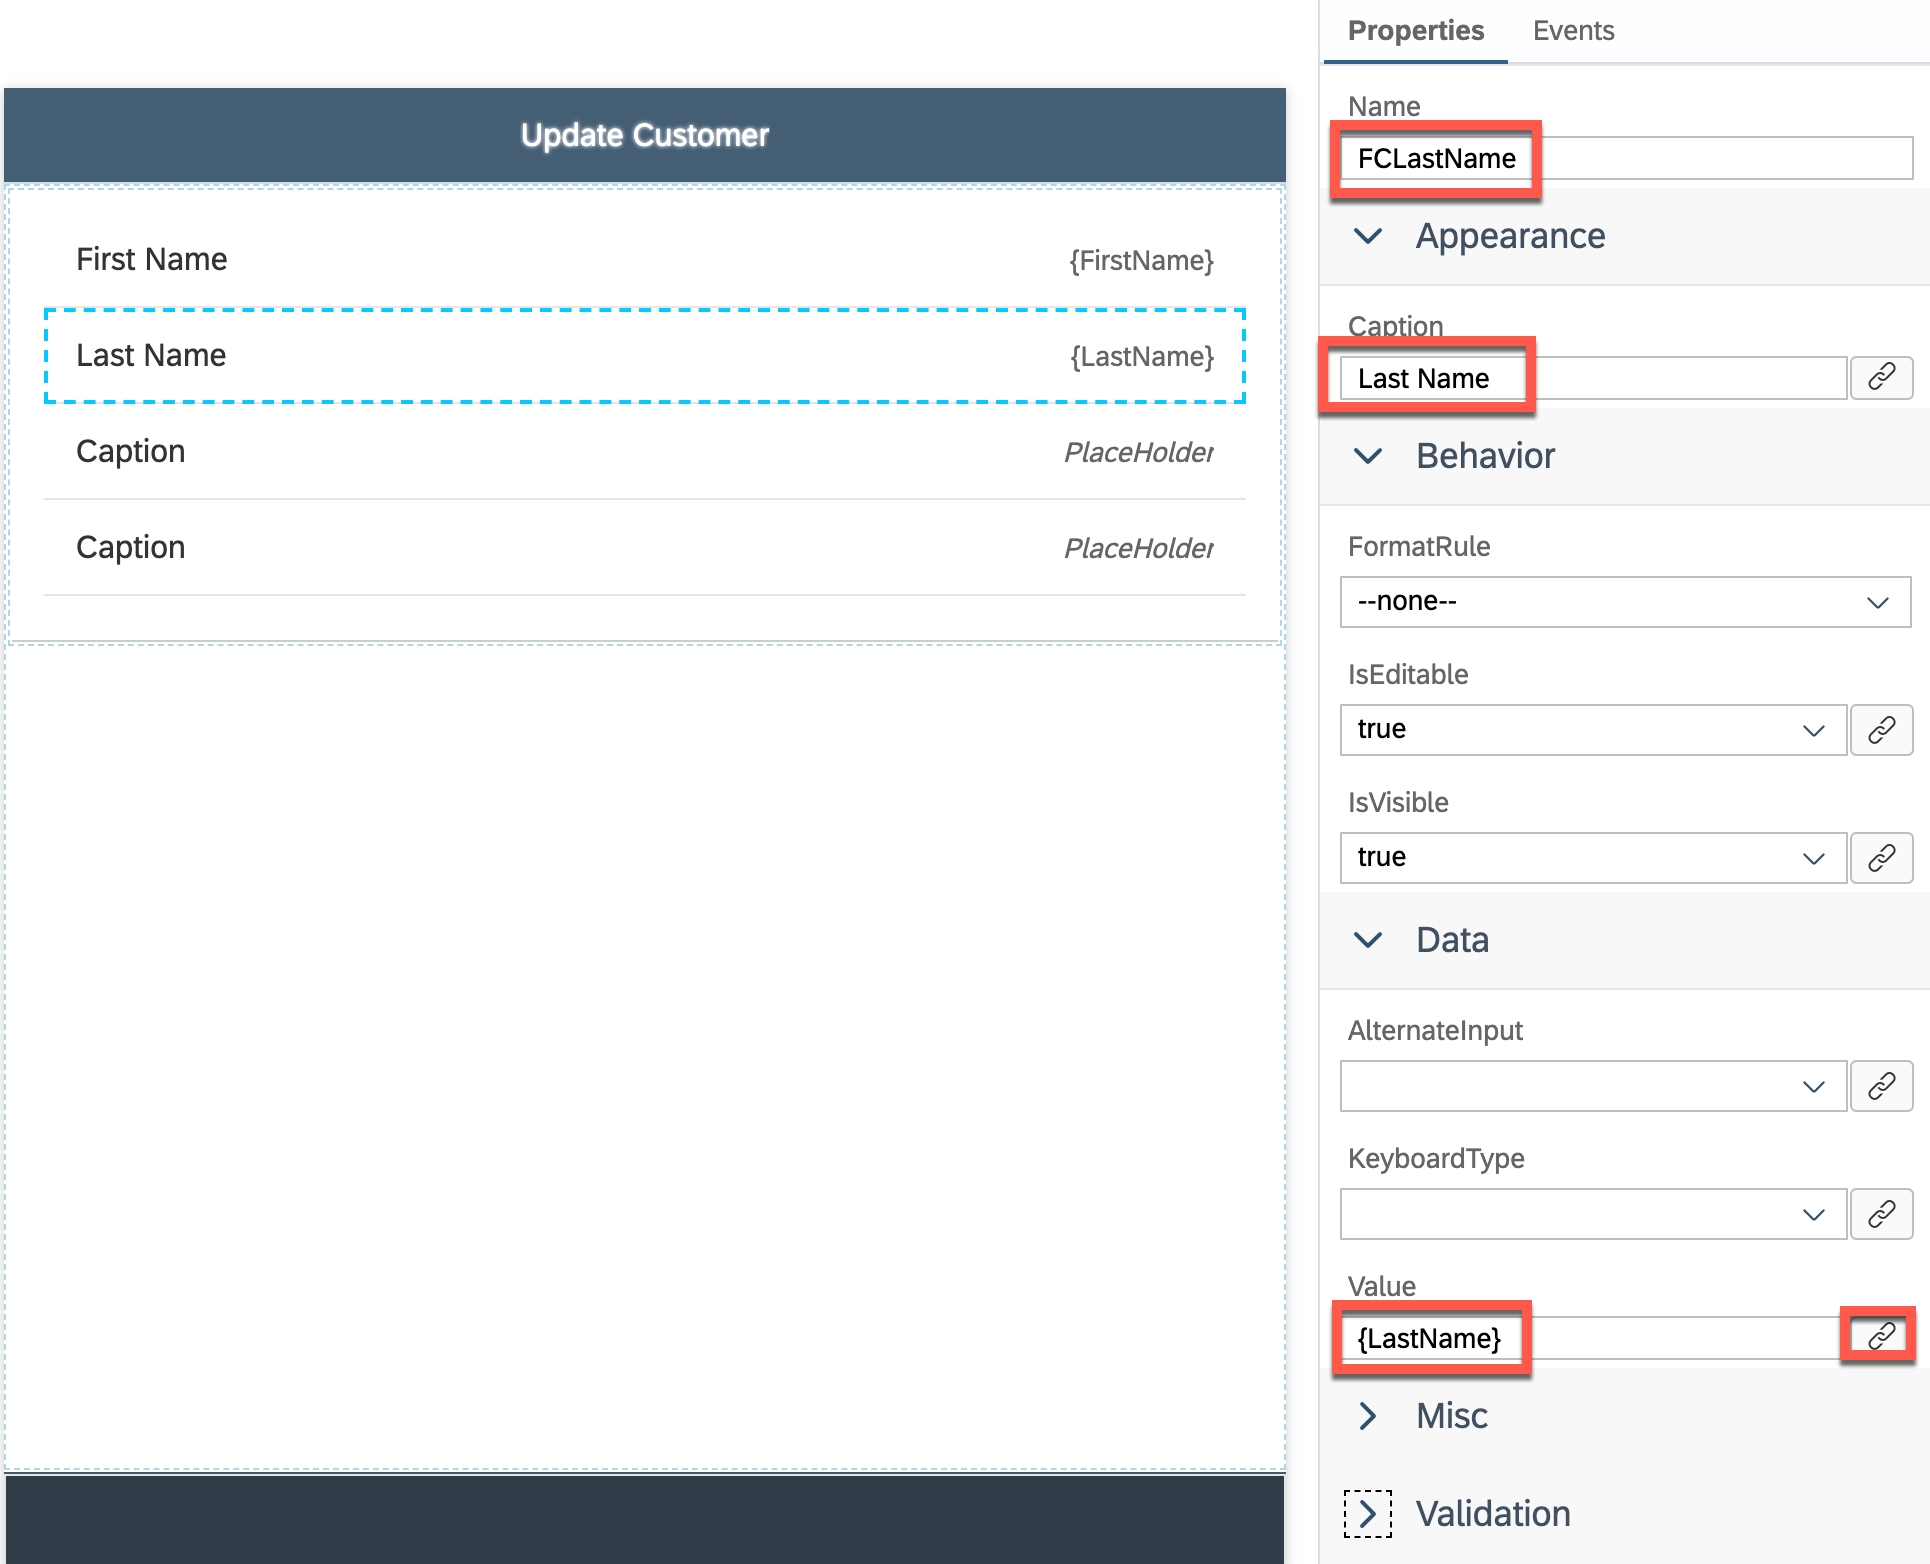 Update Customer
First Name
{FirstName}
Last Name
{LastName}
Caption
PlaceHolder
Caption
PlaceHolder
Properties
Events
Name
FCLastName
Appearance
Caption
Last Name
Behavior
FormatRule
--none--
IsEditable
true
IsVisible
true
Data
AlternateInput
KeyboardType
Value
{LastName}
Misc
Validation